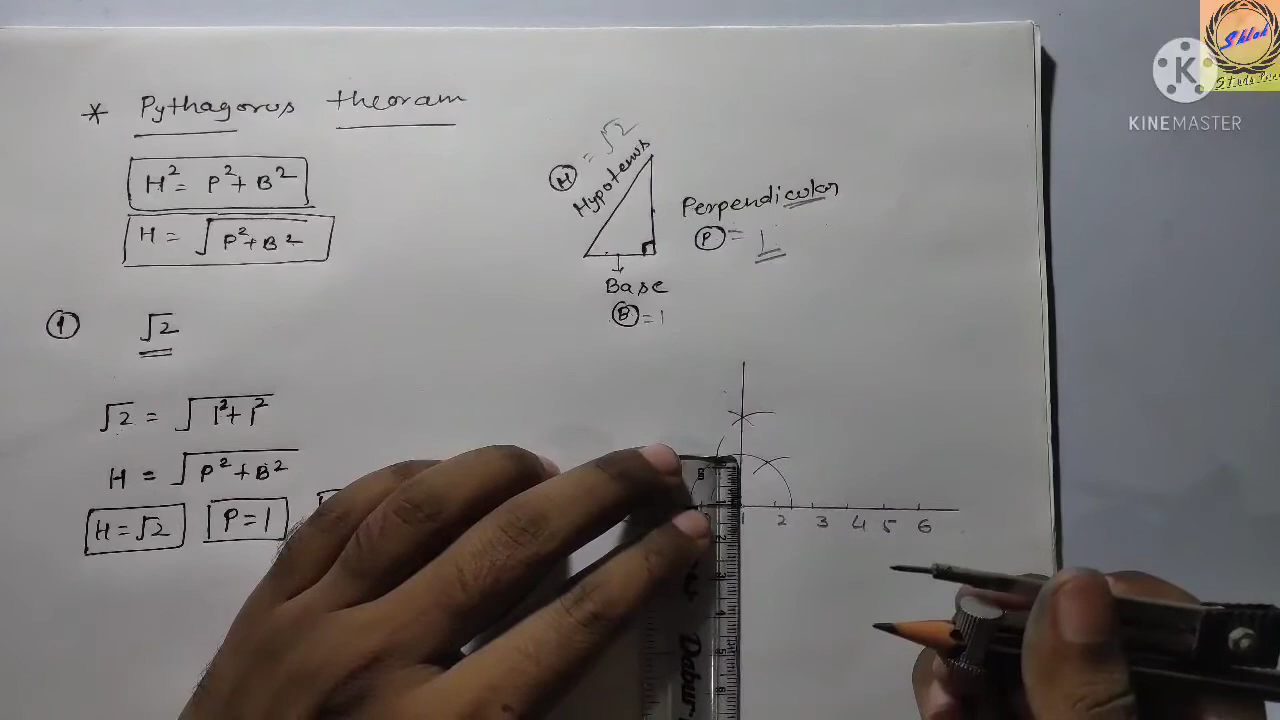 * Pythagorus theoram
H² = P² + B²
H = √P² + B²
H = √2
Hypotenus
Perpendicular
P = 1
Base
B = 1
① √2
√2 = √1² + 1²
H = √P² + B²
H = √2 P = 1
1 2 3 4 5 6
Shlok
KINEMASTER